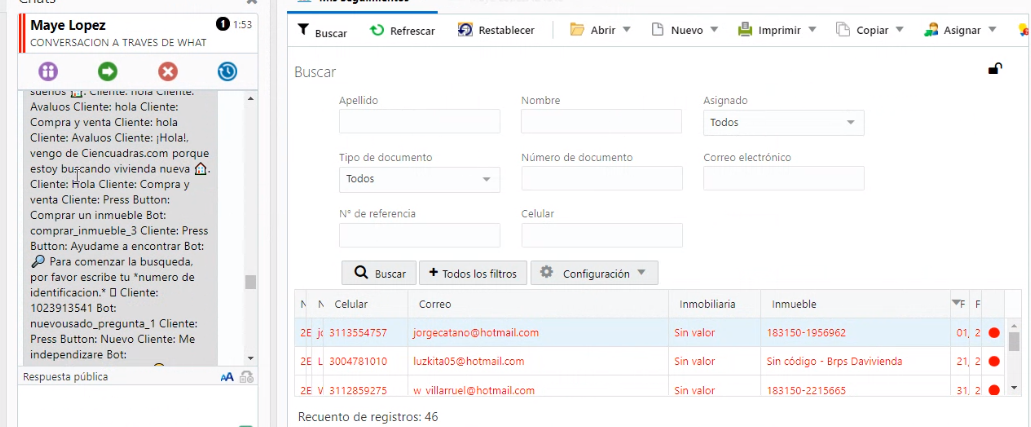 Chats
Maye Lopez
1
1:53
CONVERSACION A TRAVES DE WHAT
sueños 🏠. Cliente: hola Cliente:
Avaluos Cliente: hola Cliente:
Compra y venta Cliente: hola
Cliente: Avaluos Cliente: ¡Hola!,
vengo de Ciencuadras.com porque
estoy buscando vivienda nueva 🏠.
Cliente: Hola Cliente: Compra y
venta Cliente: Press Button:
Comprar un inmueble Bot:
comprar_inmueble_3 Cliente: Press
Button: Ayudame a encontrar Bot:
🔎 Para comenzar la busqueda,
por favor escribe tu *numero de
identificacion.* Cliente:
1023913541 Bot:
nuevousado_pregunta_1 Cliente:
Press Button: Nuevo Cliente: Me
independizare Bot:
Respuesta pública
AA
Mis Seguimientos
Buscar Refrescar Restablecer Abrir Nuevo Imprimir Copiar Asignar
Buscar
Apellido Nombre Asignado
Todos
Tipo de documento Número de documento Correo electrónico
Todos
N° de referencia Celular
Buscar + Todos los filtros Configuración
N N Celular Correo Inmobiliaria Inmueble F F
2E jc 3113554757 jorgecatano@hotmail.com Sin valor 183150-1956962 01, 2
2E L 3004781010 luzkita05@hotmail.com Sin valor Sin código - Brps Davivienda 21, 2
2E V 3112859275 w_villarruel@hotmail.com Sin valor 183150-2215665 31, 2
Recuento de registros: 46